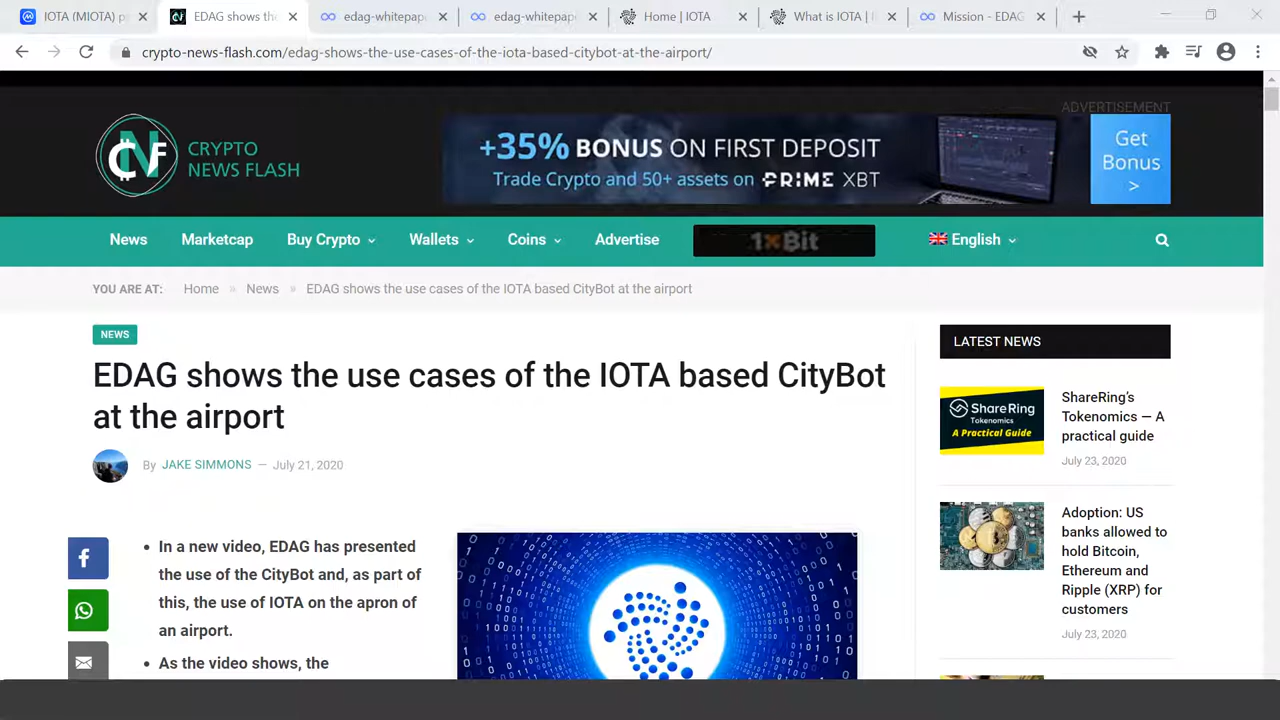 IOTA (MIOTA) p
EDAG shows the
edag-whitepap
edag-whitepap
Home | IOTA
What is IOTA |
Mission - EDAG
crypto-news-flash.com/edag-shows-the-use-cases-of-the-iota-based-citybot-at-the-airport/
ADVERTISEMENT
CRYPTO
NEWS FLASH
+35% BONUS ON FIRST DEPOSIT
Trade Crypto and 50+ assets on PRIME XBT
Get
Bonus
>
News
Marketcap
Buy Crypto
Wallets
Coins
Advertise
1xBit
English
YOU ARE AT: Home » News » EDAG shows the use cases of the IOTA based CityBot at the airport
NEWS
EDAG shows the use cases of the IOTA based CityBot
at the airport
By JAKE SIMMONS — July 21, 2020
• In a new video, EDAG has presented
the use of the CityBot and, as part of
this, the use of IOTA on the apron of
an airport.
• As the video shows, the
LATEST NEWS
ShareRing
Tokenomics
A Practical Guide
ShareRing's
Tokenomics — A
practical guide
July 23, 2020
Adoption: US
banks allowed to
hold Bitcoin,
Ethereum and
Ripple (XRP) for
customers
July 23, 2020